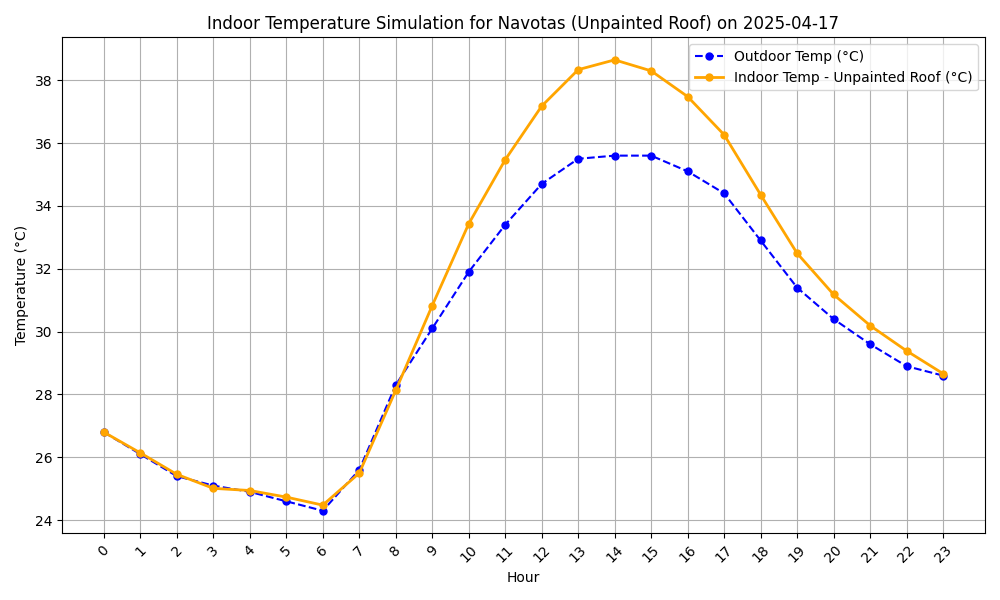 Indoor Temperature Simulation for Navotas (Unpainted Roof) on 2025-04-17
Outdoor Temp (°C)
Indoor Temp - Unpainted Roof (°C)
Temperature (°C)
38
36
34
32
30
28
26
24
0 1 2 3 4 5 6 7 8 9 10 11 12 13 14 15 16 17 18 19 20 21 22 23
Hour